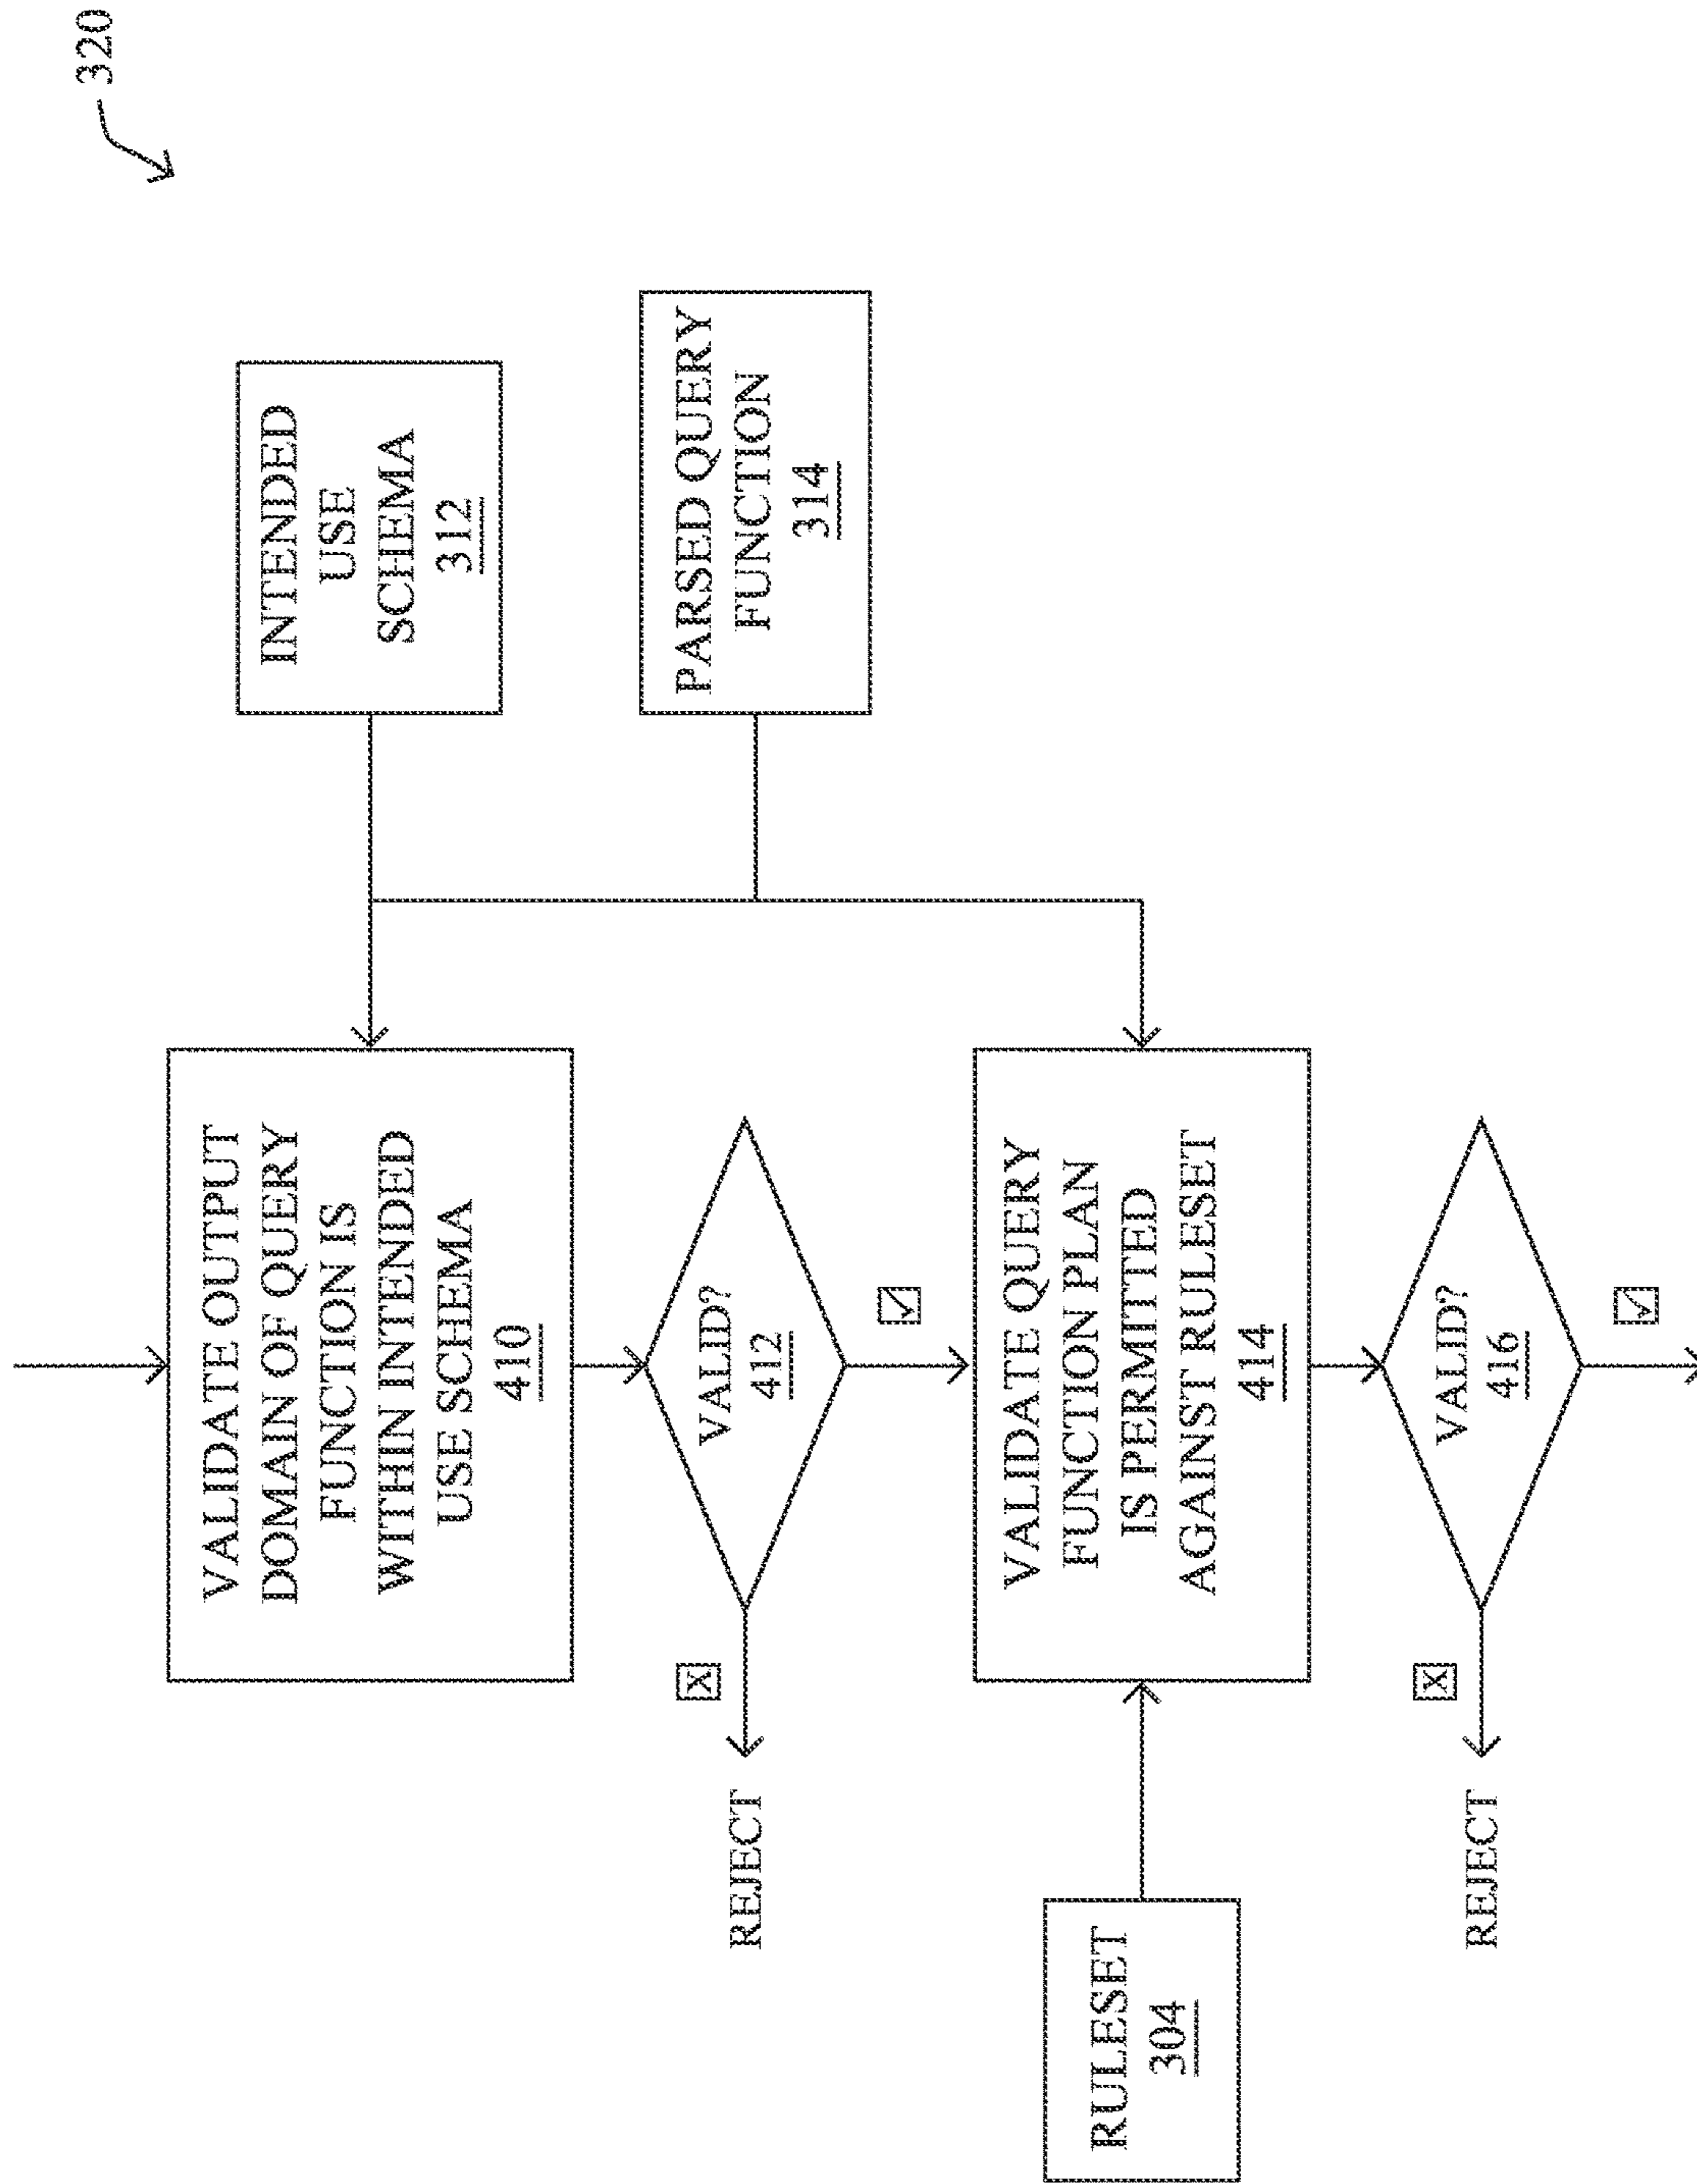 320
VALIDATE OUTPUT
DOMAIN OF QUERY
FUNCTION IS
WITHIN INTENDED
USE SCHEMA
410
INTENDED
USE
SCHEMA
312
PARSED QUERY
FUNCTION
314
VALID?
412
X
REJECT
VALIDATE QUERY
FUNCTION PLAN
IS PERMITTED
AGAINST RULESET
414
RULESET
304
VALID?
416
X
REJECT